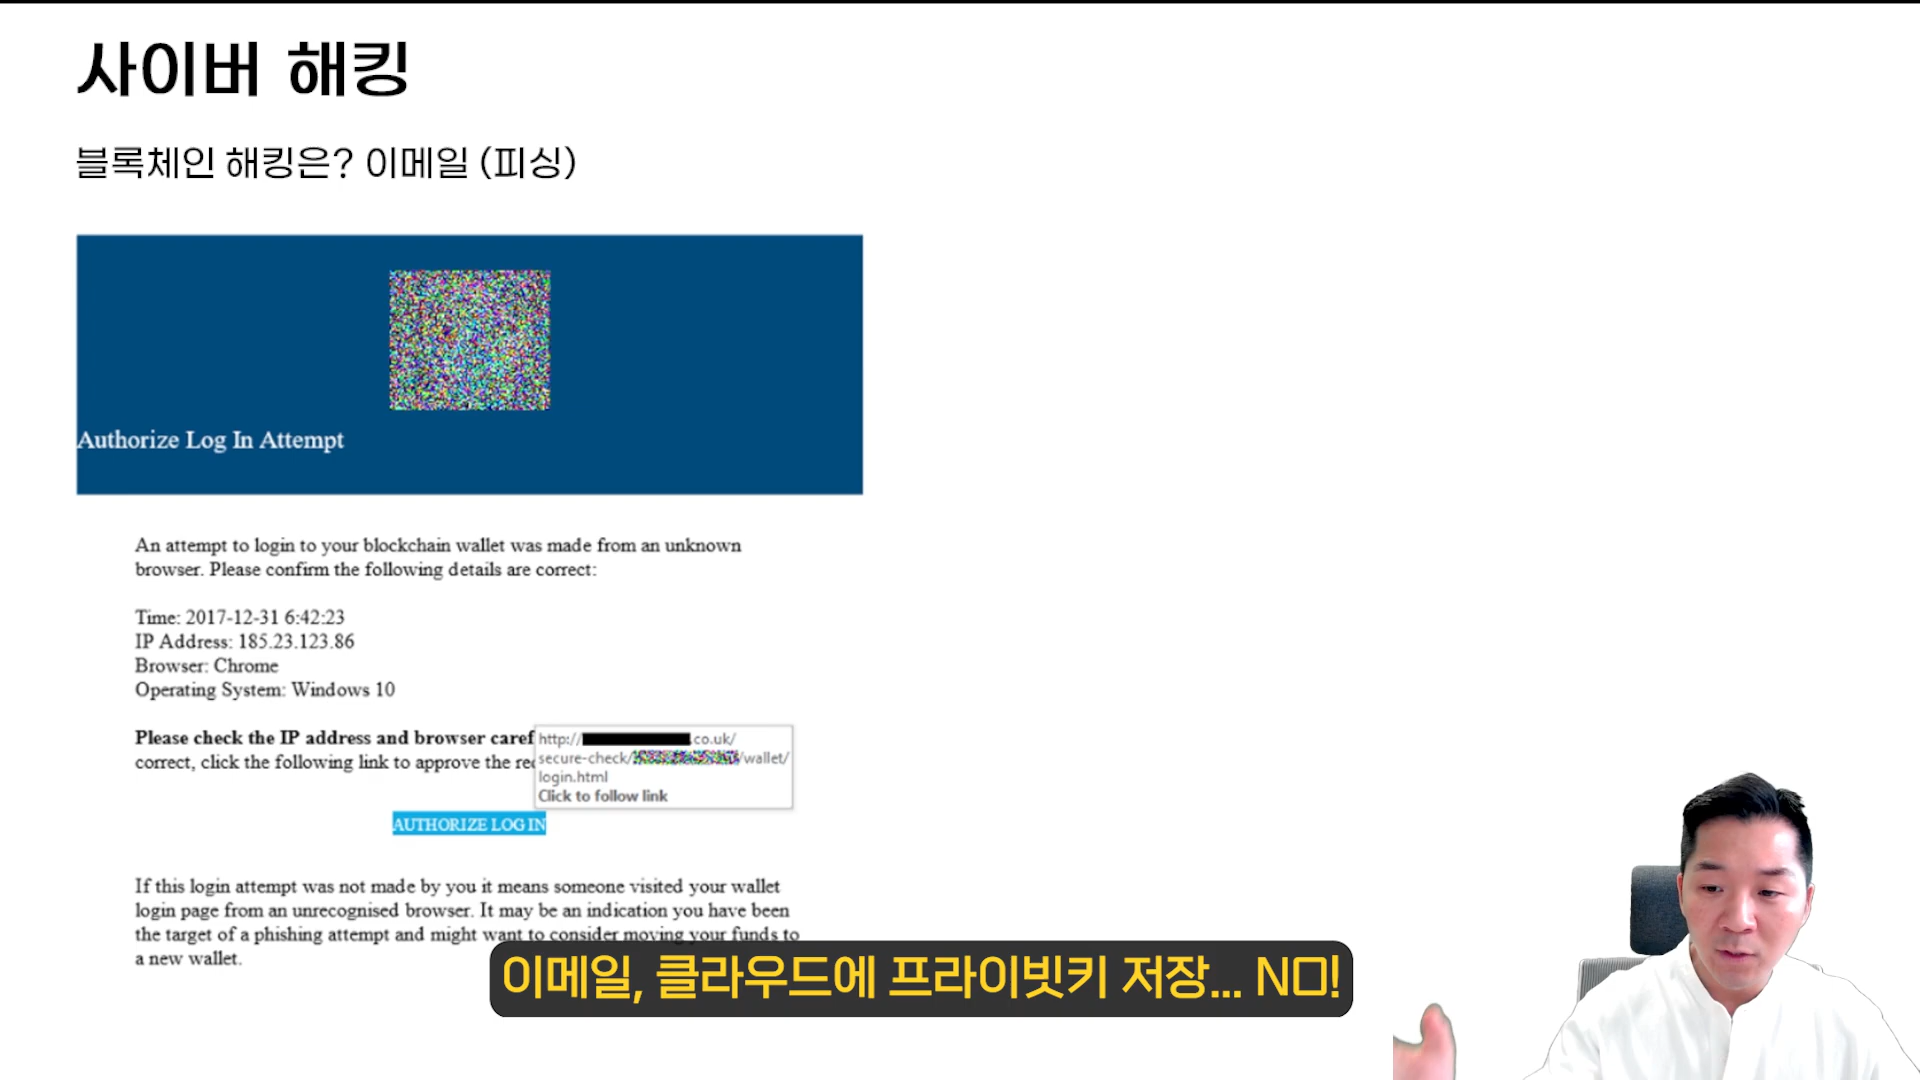 사이버 해킹
블록체인 해킹은? 이메일 (피싱)
Authorize Log In Attempt
An attempt to login to your blockchain wallet was made from an unknown
browser. Please confirm the following details are correct:
Time: 2017-12-31 6:42:23
IP Address: 185.23.123.86
Browser: Chrome
Operating System: Windows 10
Please check the IP address and browser caref
correct, click the following link to approve the re
http:// .co.uk/
secure-check/ /wallet/
login.html
Click to follow link
AUTHORIZE LOG IN
If this login attempt was not made by you it means someone visited your wallet
login page from an unrecognised browser. It may be an indication you have been
the target of a phishing attempt and might want to consider moving your funds to
a new wallet.
이메일, 클라우드에 프라이빗키 저장... NO!